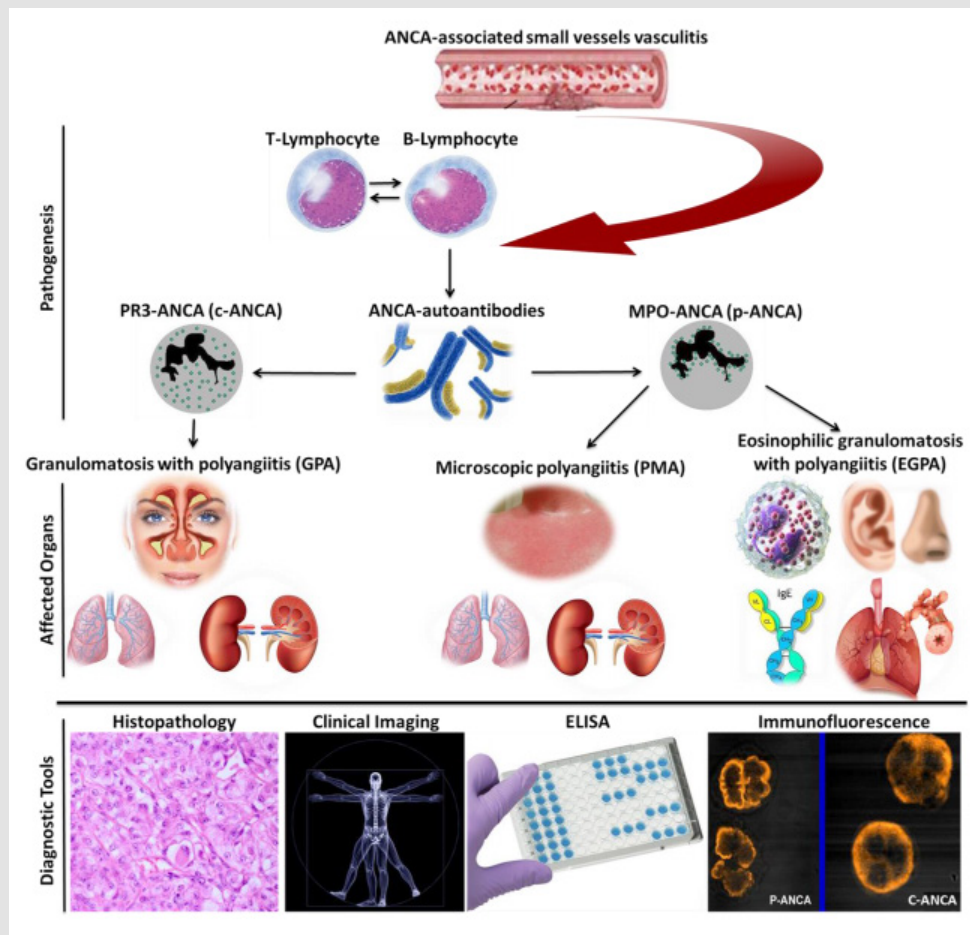 ANCA-associated small vessels vasculitis
Pathogenesis
T-Lymphocyte
B-Lymphocyte
PR3-ANCA (c-ANCA)
ANCA-autoantibodies
MPO-ANCA (p-ANCA)
Affected Organs
Granulomatosis with polyangiitis (GPA)
Microscopic polyangiitis (PMA)
Eosinophilic granulomatosis
with polyangiitis (EGPA)
IgE
Diagnostic Tools
Histopathology
Clinical Imaging
ELISA
Immunofluorescence
P-ANCA
C-ANCA